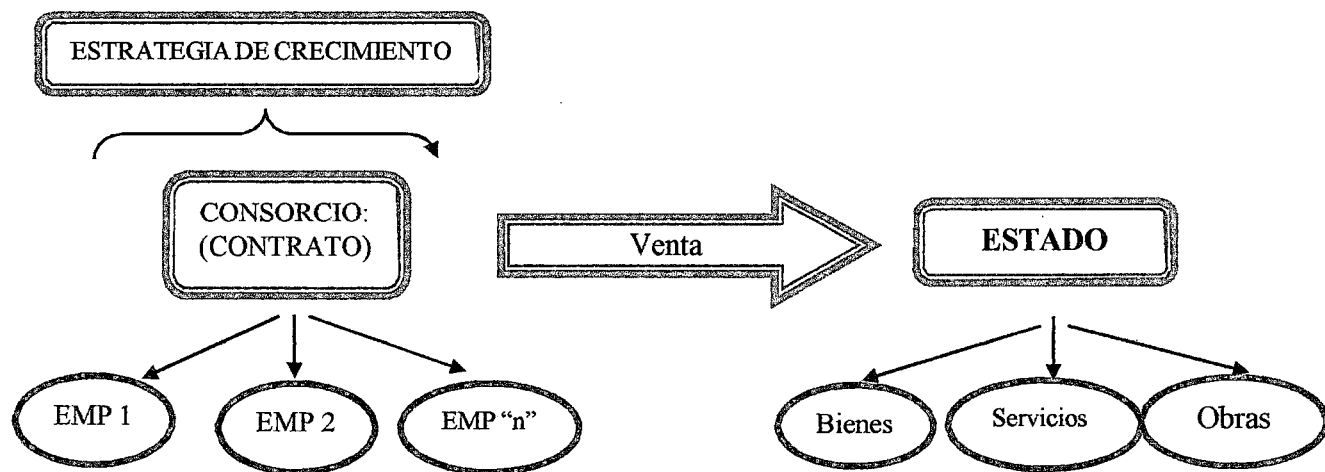 ESTRATEGIA DE CRECIMIENTO
CONSORCIO:
(CONTRATO)
Venta
ESTADO
EMP 1
EMP 2
EMP “n”
Bienes
Servicios
Obras